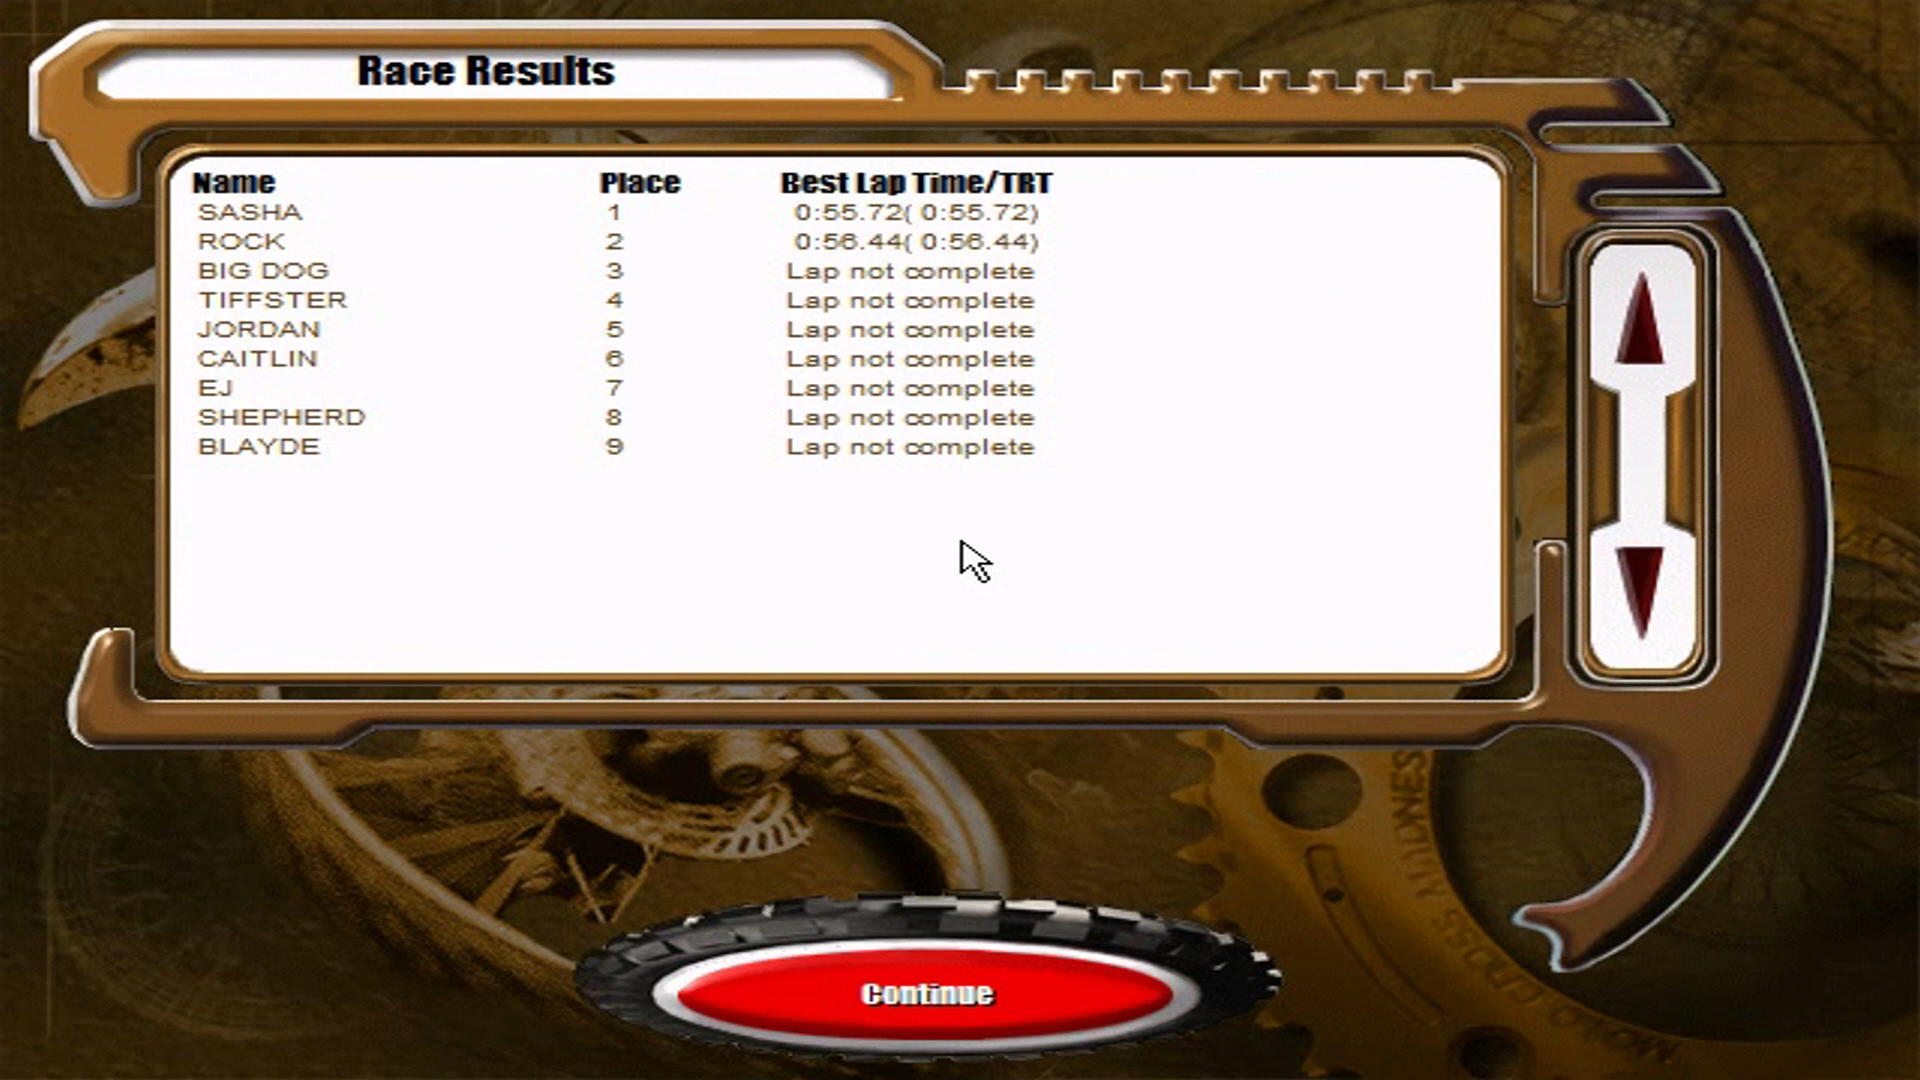 Race Results
Name Place Best Lap Time/TRT
SASHA 1 0:55.72( 0:55.72)
ROCK 2 0:56.44( 0:56.44)
BIG DOG 3 Lap not complete
TIFFSTER 4 Lap not complete
JORDAN 5 Lap not complete
CAITLIN 6 Lap not complete
EJ 7 Lap not complete
SHEPHERD 8 Lap not complete
BLAYDE 9 Lap not complete
MOTO-CROSS MADNESS
Continue